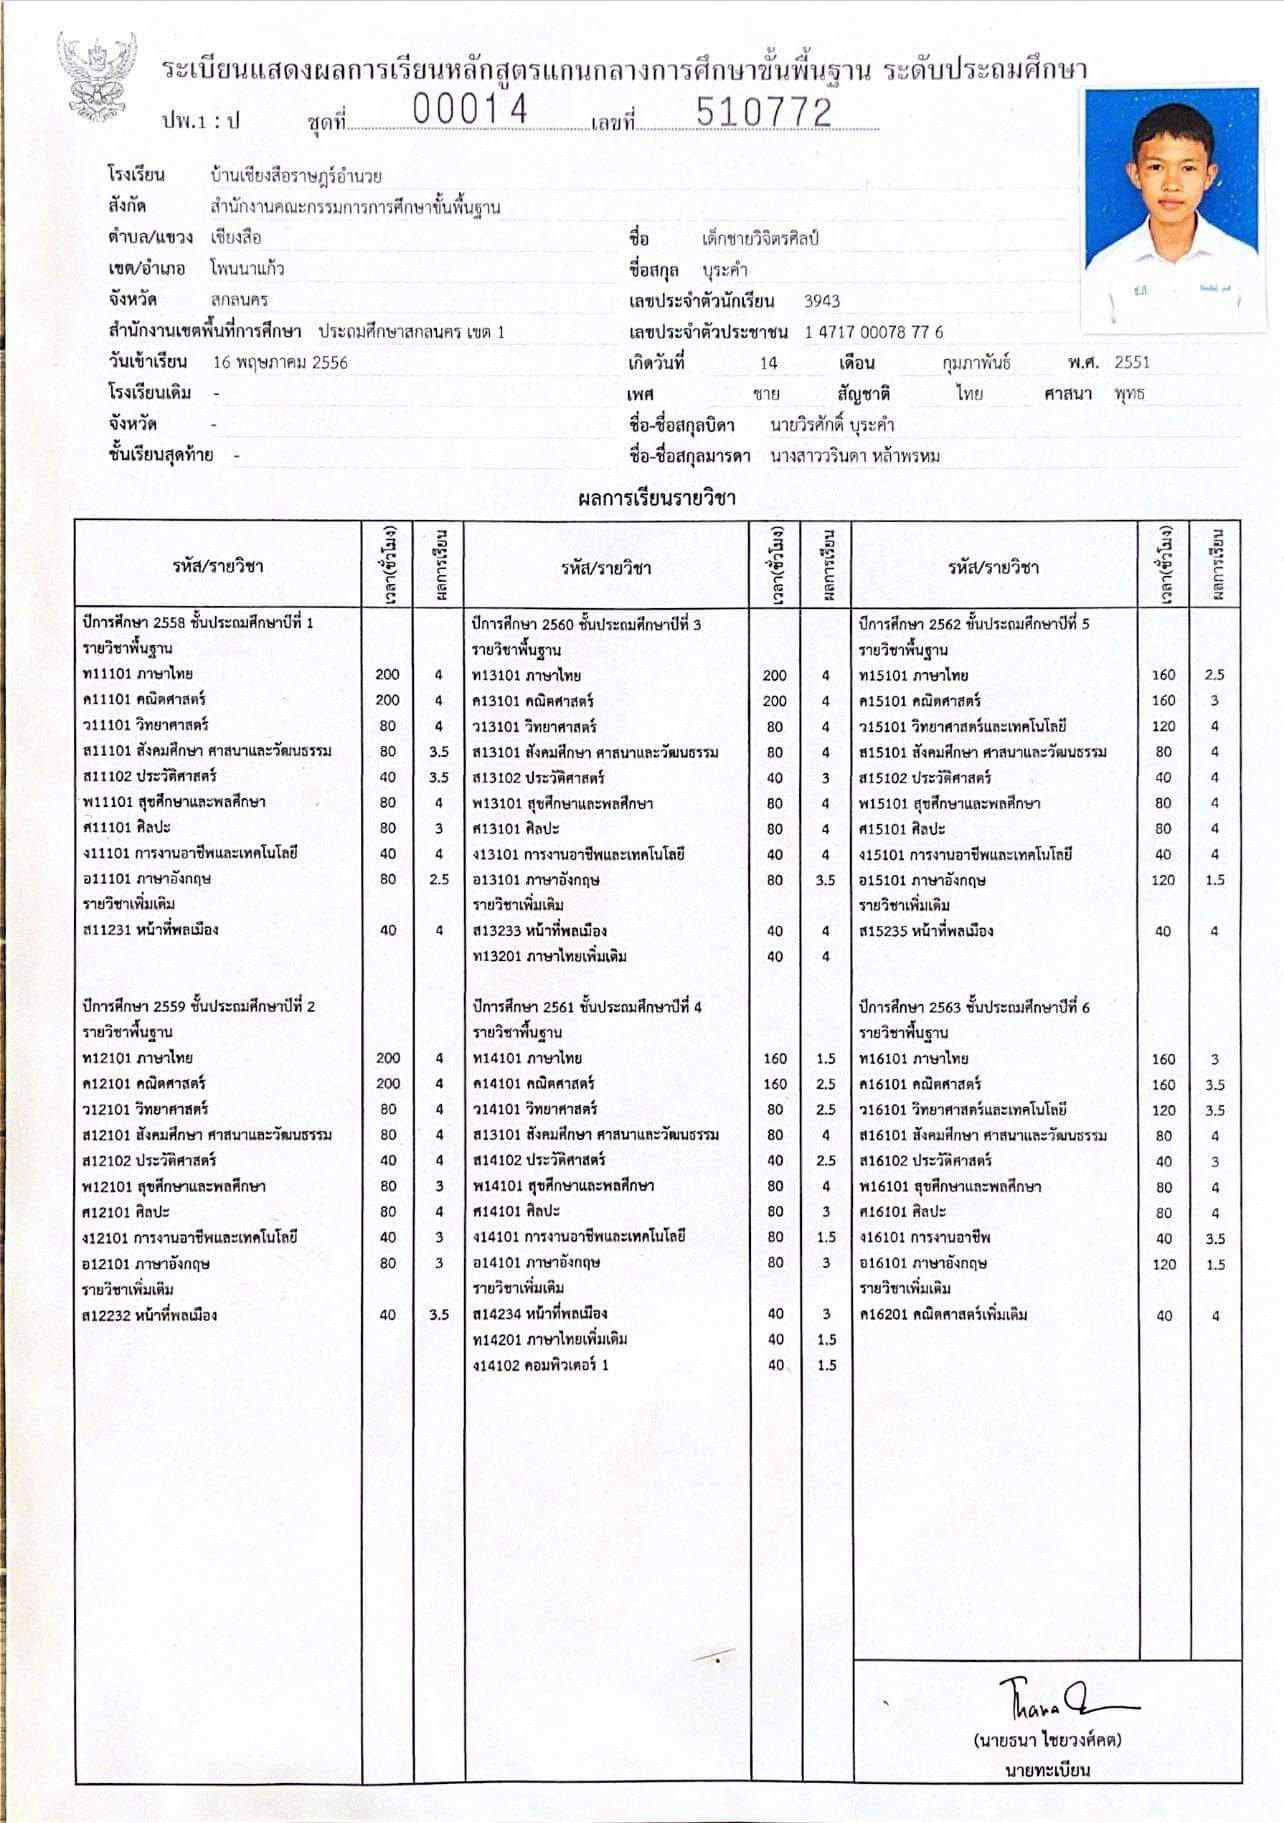 ระเบียนแสดงผลการเรียนหลักสูตรแกนกลางการศึกษาขั้นพื้นฐาน ระดับประถมศึกษา
ปพ.1 : ป ชุดที่ 00014 เลขที่ 510772
โรงเรียน บ้านเชียงสือราษฎร์อำนวย
สังกัด สำนักงานคณะกรรมการการศึกษาขั้นพื้นฐาน
ตำบล/แขวง เชียงสือ ชื่อ เด็กชายวิจิตรศิลป์
เขต/อำเภอ โพนนาแก้ว ชื่อสกุล บุระคำ
จังหวัด สกลนคร เลขประจำตัวนักเรียน 3943
สำนักงานเขตพื้นที่การศึกษา ประถมศึกษาสกลนคร เขต 1 เลขประจำตัวประชาชน 1 4717 00078 77 6
วันเข้าเรียน 16 พฤษภาคม 2556 เกิดวันที่ 14 เดือน กุมภาพันธ์ พ.ศ. 2551
โรงเรียนเดิม - เพศ ชาย สัญชาติ ไทย ศาสนา พุทธ
จังหวัด - ชื่อ-ชื่อสกุลบิดา นายวิรศักดิ์ บุระคำ
ชั้นเรียนสุดท้าย - ชื่อ-ชื่อสกุลมารดา นางสาววรินดา หล้าพรหม
ผลการเรียนรายวิชา
รหัส/รายวิชา เวลา(ชั่วโมง) ผลการเรียน รหัส/รายวิชา เวลา(ชั่วโมง) ผลการเรียน รหัส/รายวิชา เวลา(ชั่วโมง) ผลการเรียน
ปีการศึกษา 2558 ชั้นประถมศึกษาปีที่ 1
รายวิชาพื้นฐาน
ท11101 ภาษาไทย 200 4
ค11101 คณิตศาสตร์ 200 4
ว11101 วิทยาศาสตร์ 80 4
ส11101 สังคมศึกษา ศาสนาและวัฒนธรรม 80 3.5
ส11102 ประวัติศาสตร์ 40 3.5
พ11101 สุขศึกษาและพลศึกษา 80 4
ศ11101 ศิลปะ 80 3
ง11101 การงานอาชีพและเทคโนโลยี 40 4
อ11101 ภาษาอังกฤษ 80 2.5
รายวิชาเพิ่มเติม
ส11231 หน้าที่พลเมือง 40 4
ปีการศึกษา 2559 ชั้นประถมศึกษาปีที่ 2
รายวิชาพื้นฐาน
ท12101 ภาษาไทย 200 4
ค12101 คณิตศาสตร์ 200 4
ว12101 วิทยาศาสตร์ 80 4
ส12101 สังคมศึกษา ศาสนาและวัฒนธรรม 80 4
ส12102 ประวัติศาสตร์ 40 4
พ12101 สุขศึกษาและพลศึกษา 80 3
ศ12101 ศิลปะ 80 4
ง12101 การงานอาชีพและเทคโนโลยี 40 3
อ12101 ภาษาอังกฤษ 80 3
รายวิชาเพิ่มเติม
ส12232 หน้าที่พลเมือง 40 3.5
ปีการศึกษา 2560 ชั้นประถมศึกษาปีที่ 3
รายวิชาพื้นฐาน
ท13101 ภาษาไทย 200 4
ค13101 คณิตศาสตร์ 200 4
ว13101 วิทยาศาสตร์ 80 4
ส13101 สังคมศึกษา ศาสนาและวัฒนธรรม 80 4
ส13102 ประวัติศาสตร์ 40 3
พ13101 สุขศึกษาและพลศึกษา 80 4
ศ13101 ศิลปะ 80 4
ง13101 การงานอาชีพและเทคโนโลยี 40 4
อ13101 ภาษาอังกฤษ 80 3.5
รายวิชาเพิ่มเติม
ส13233 หน้าที่พลเมือง 40 4
ท13201 ภาษาไทยเพิ่มเติม 40 4
ปีการศึกษา 2561 ชั้นประถมศึกษาปีที่ 4
รายวิชาพื้นฐาน
ท14101 ภาษาไทย 160 1.5
ค14101 คณิตศาสตร์ 160 2.5
ว14101 วิทยาศาสตร์ 80 2.5
ส13101 สังคมศึกษา ศาสนาและวัฒนธรรม 80 4
ส14102 ประวัติศาสตร์ 40 2.5
พ14101 สุขศึกษาและพลศึกษา 80 4
ศ14101 ศิลปะ 80 3
ง14101 การงานอาชีพและเทคโนโลยี 80 1.5
อ14101 ภาษาอังกฤษ 80 3
รายวิชาเพิ่มเติม
ส14234 หน้าที่พลเมือง 40 3
ท14201 ภาษาไทยเพิ่มเติม 40 1.5
ง14102 คอมพิวเตอร์ 1 40 1.5
ปีการศึกษา 2562 ชั้นประถมศึกษาปีที่ 5
รายวิชาพื้นฐาน
ท15101 ภาษาไทย 160 2.5
ค15101 คณิตศาสตร์ 160 3
ว15101 วิทยาศาสตร์และเทคโนโลยี 120 4
ส15101 สังคมศึกษา ศาสนาและวัฒนธรรม 80 4
ส15102 ประวัติศาสตร์ 40 4
พ15101 สุขศึกษาและพลศึกษา 80 4
ศ15101 ศิลปะ 80 4
ง15101 การงานอาชีพและเทคโนโลยี 40 4
อ15101 ภาษาอังกฤษ 120 1.5
รายวิชาเพิ่มเติม
ส15235 หน้าที่พลเมือง 40 4
ปีการศึกษา 2563 ชั้นประถมศึกษาปีที่ 6
รายวิชาพื้นฐาน
ท16101 ภาษาไทย 160 3
ค16101 คณิตศาสตร์ 160 3.5
ว16101 วิทยาศาสตร์และเทคโนโลยี 120 3.5
ส16101 สังคมศึกษา ศาสนาและวัฒนธรรม 80 4
ส16102 ประวัติศาสตร์ 40 3
พ16101 สุขศึกษาและพลศึกษา 80 4
ศ16101 ศิลปะ 80 4
ง16101 การงานอาชีพ 40 3.5
อ16101 ภาษาอังกฤษ 120 1.5
รายวิชาเพิ่มเติม
ค16201 คณิตศาสตร์เพิ่มเติม 40 4
Thana
(นายธนา ไชยวงศ์คต)
นายทะเบียน